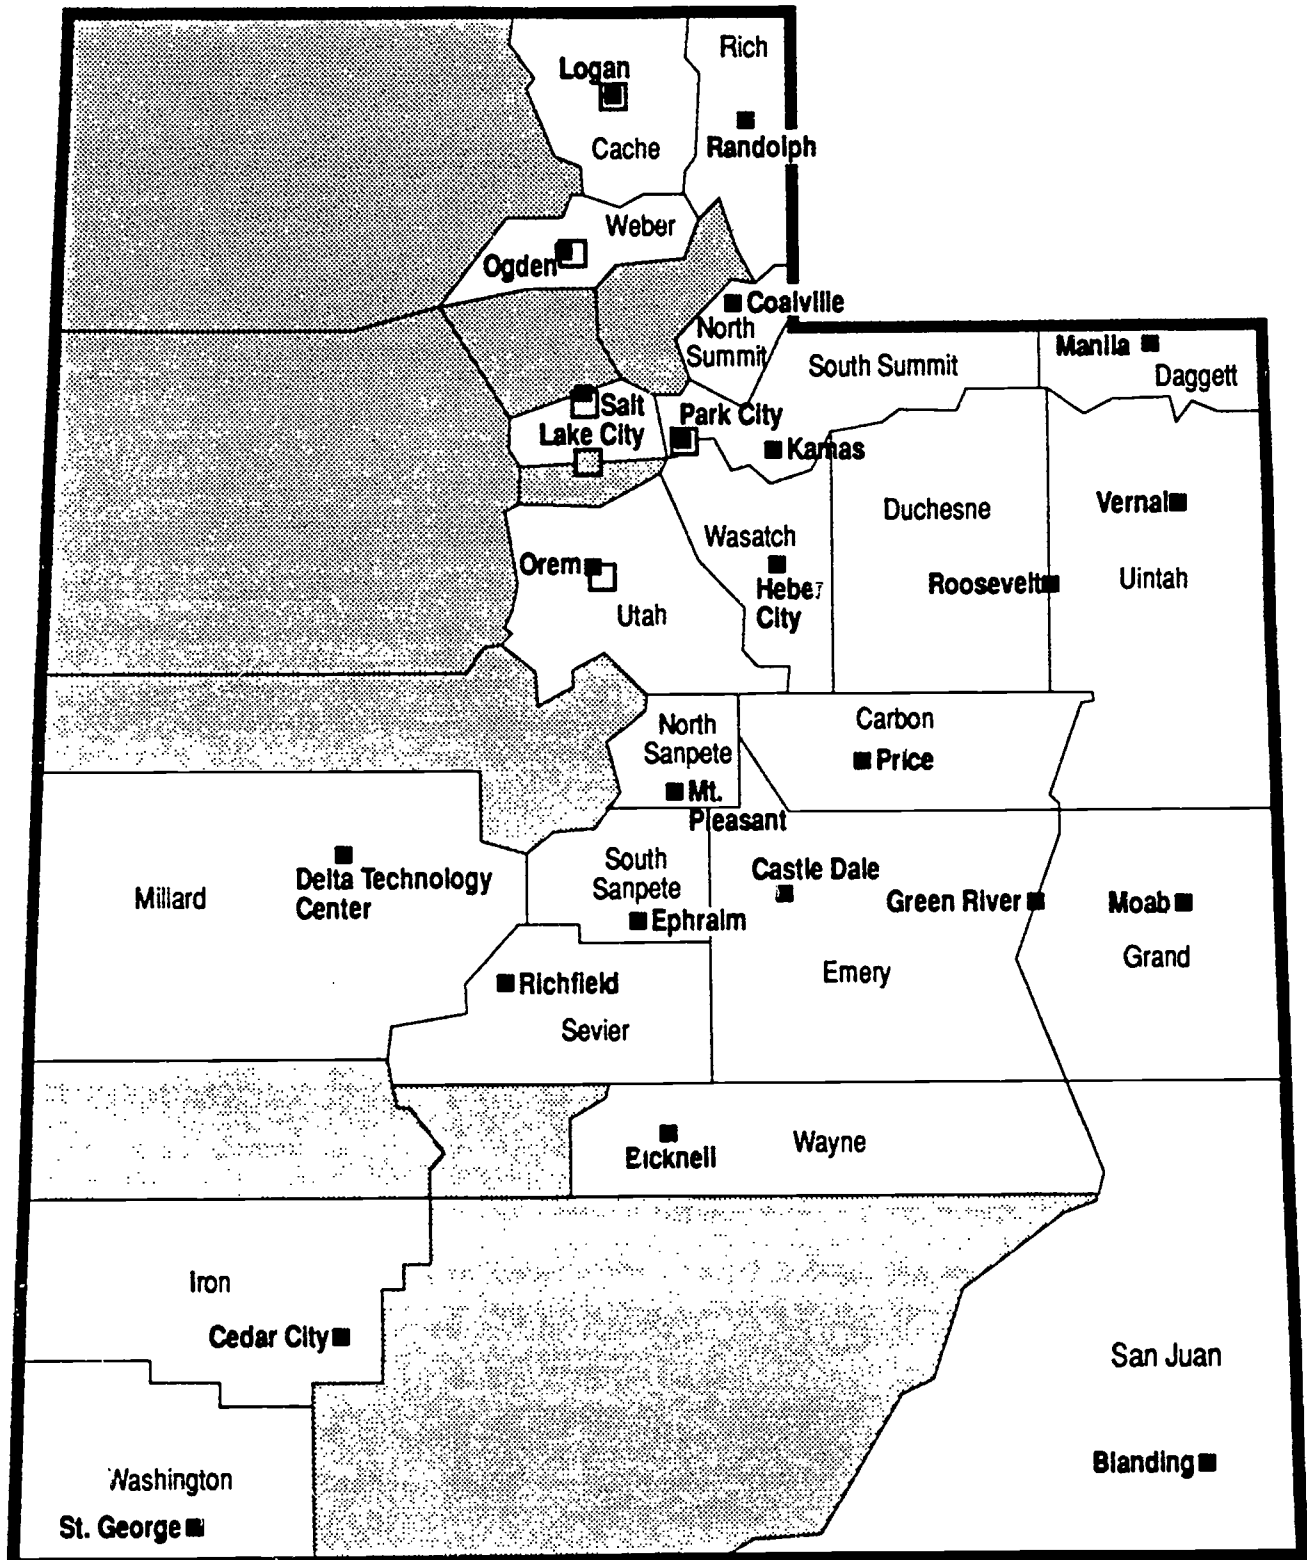 Rich
Logan
Cache
Randolph
Weber
Ogden
Coalville
North
Summit
South Summit
Manila
Daggett
Salt
Lake City
Park City
Kamas
Duchesne
Vernal
Wasatch
Orem
Heber
City
Roosevelt
Uintah
Utah
North
Sanpete
Carbon
Price
Mt.
Pleasant
South
Sanpete
Castle Dale
Delta Technology
Center
Millard
Ephraim
Green River
Moab
Grand
Emery
Richfield
Sevier
Bicknell
Wayne
Iron
Cedar City
San Juan
Blanding
Washington
St. George